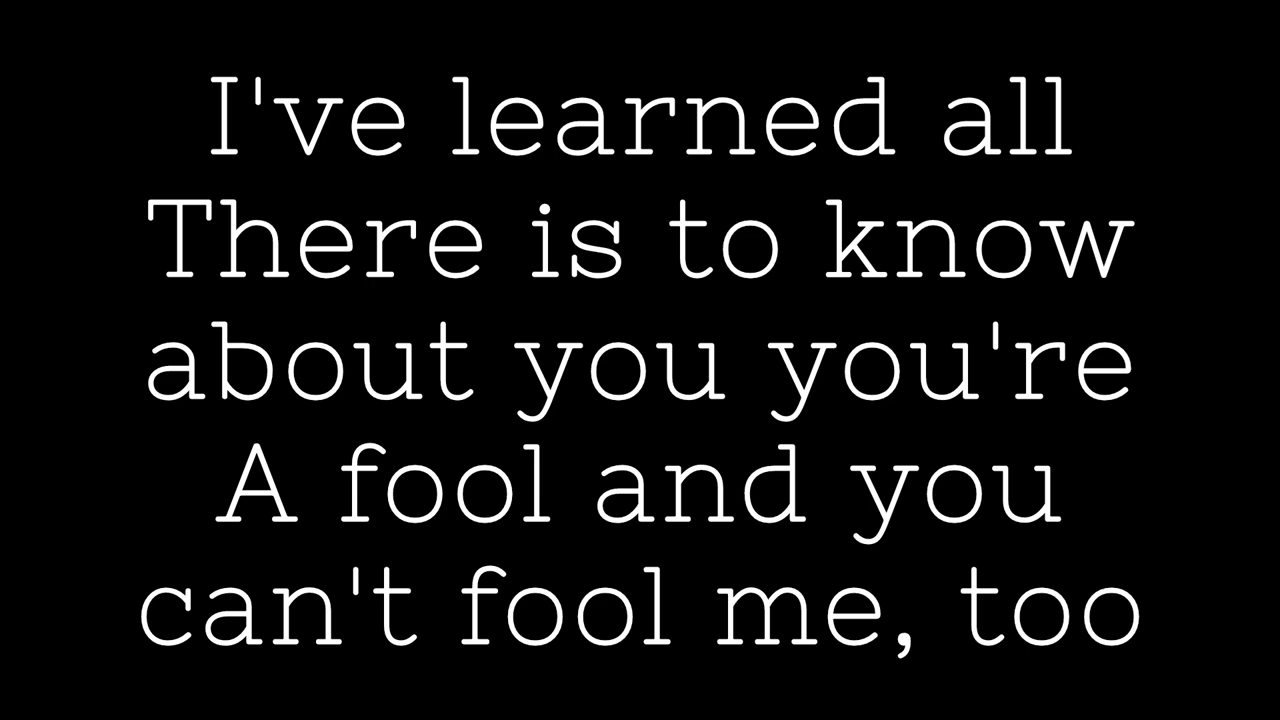 I've learned all
There is to know
about you you're
A fool and you
can't fool me, too